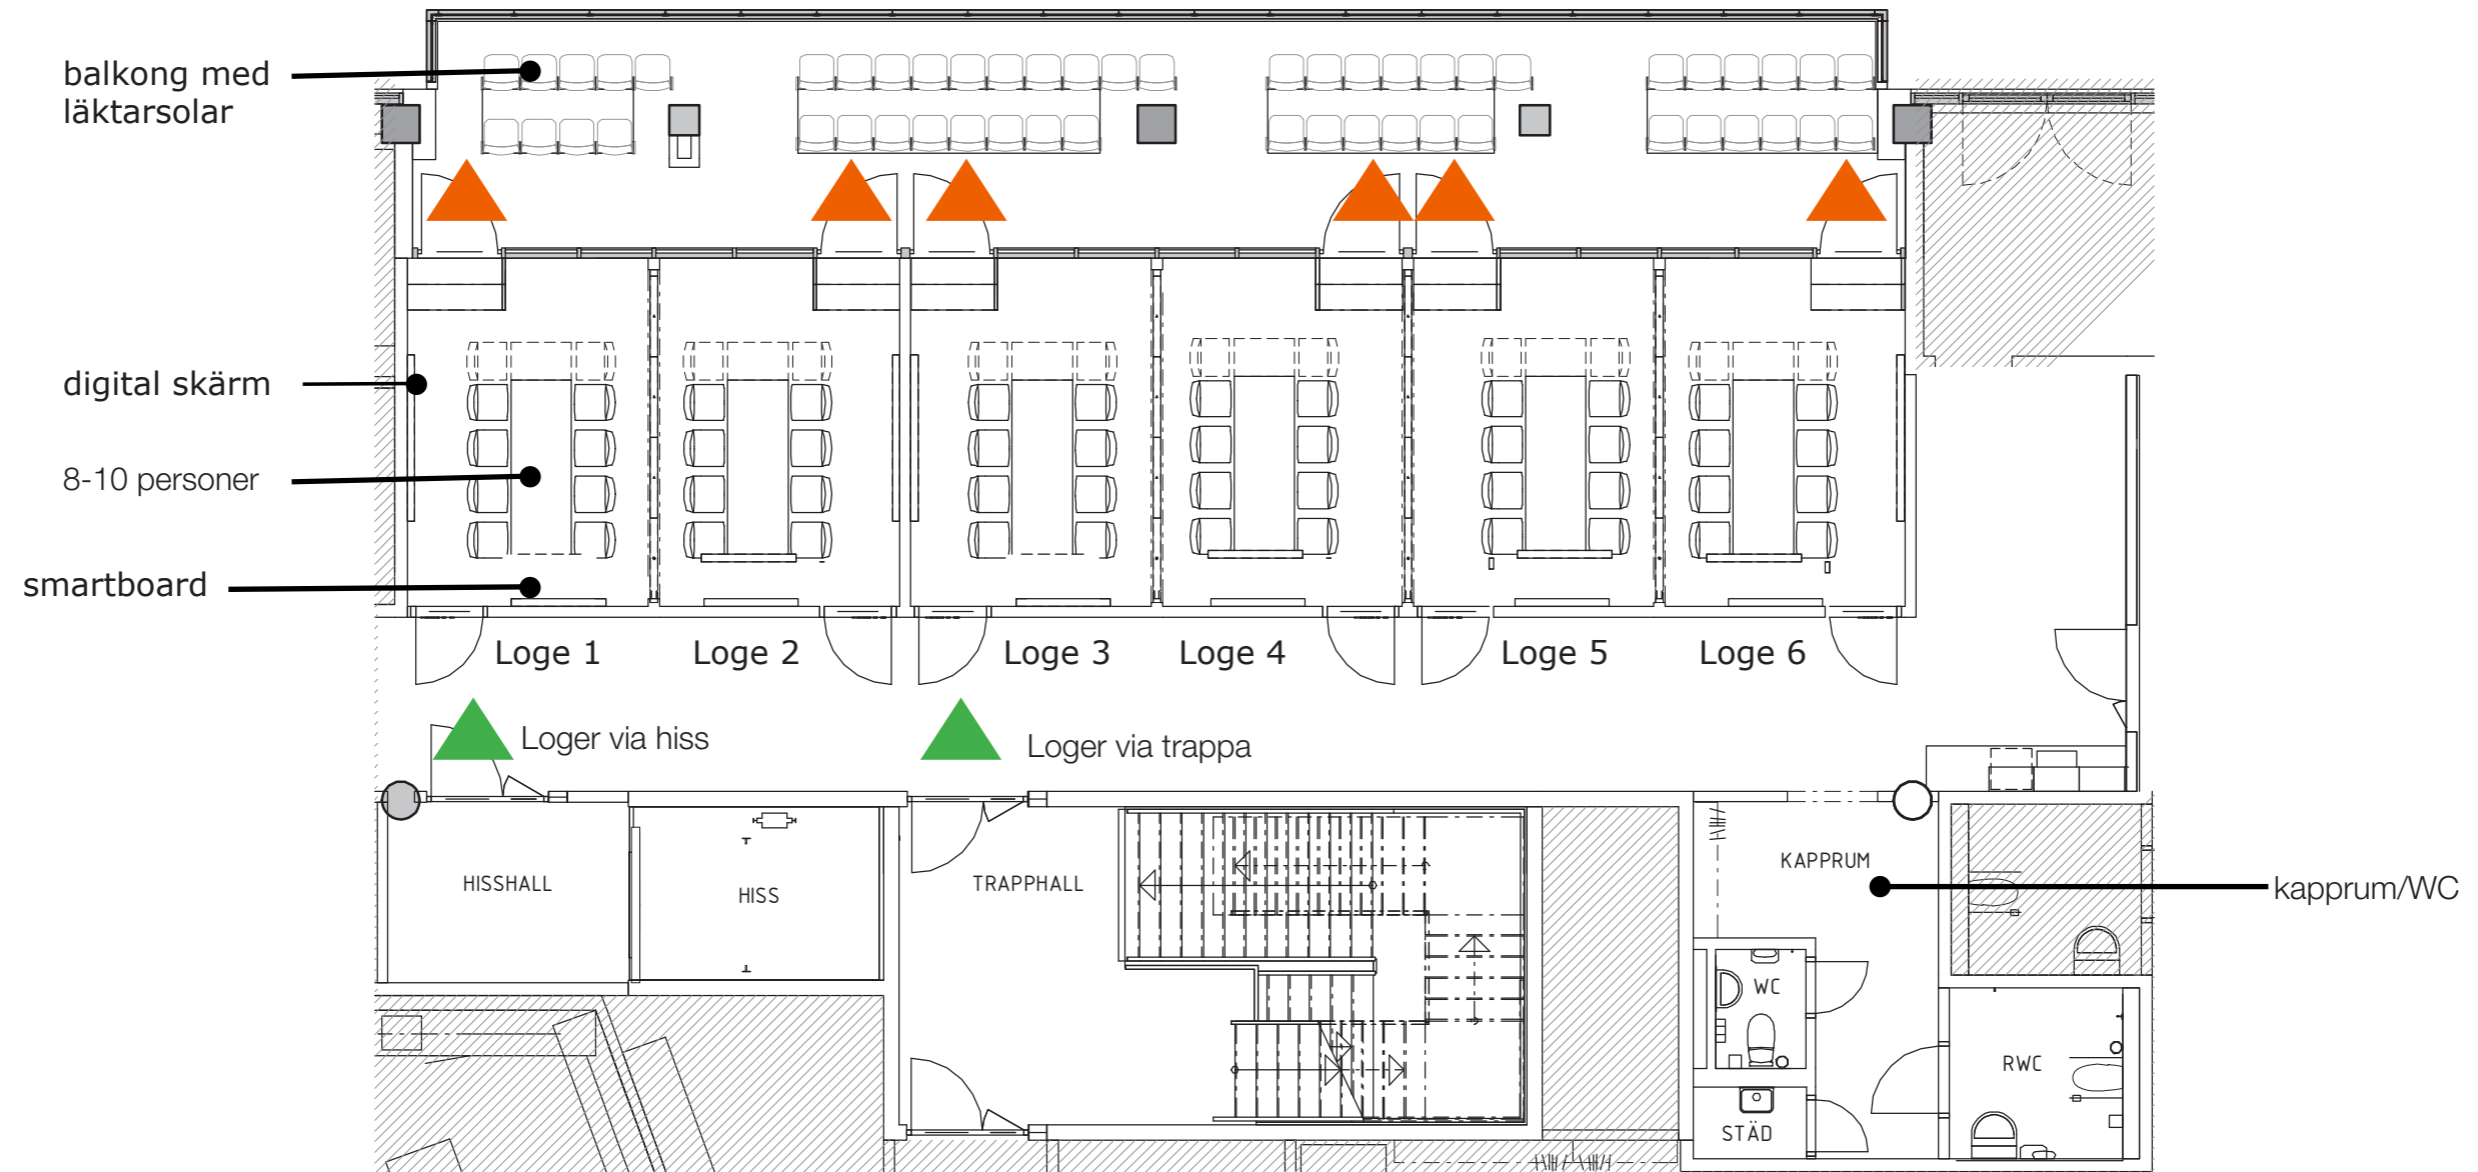 balkong med
läktarsolar
digital skärm
8-10 personer
smartboard
Loge 1
Loge 2
Loge 3
Loge 4
Loge 5
Loge 6
Loger via hiss
Loger via trappa
HISSHALL
HISS
TRAPPHALL
KAPPRUM
kapprum/WC
WC
RWC
STÄD